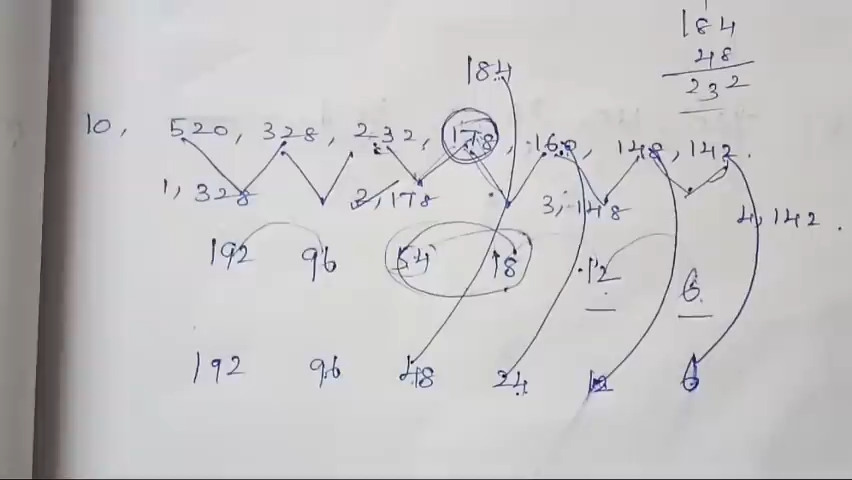 184
48
232
184
10, 520, 328, 232, 178, 160, 148, 142.
1, 328 2, 178 3, 148 4, 142.
192 96 54 18 12 6
192 96 48 24 12 6